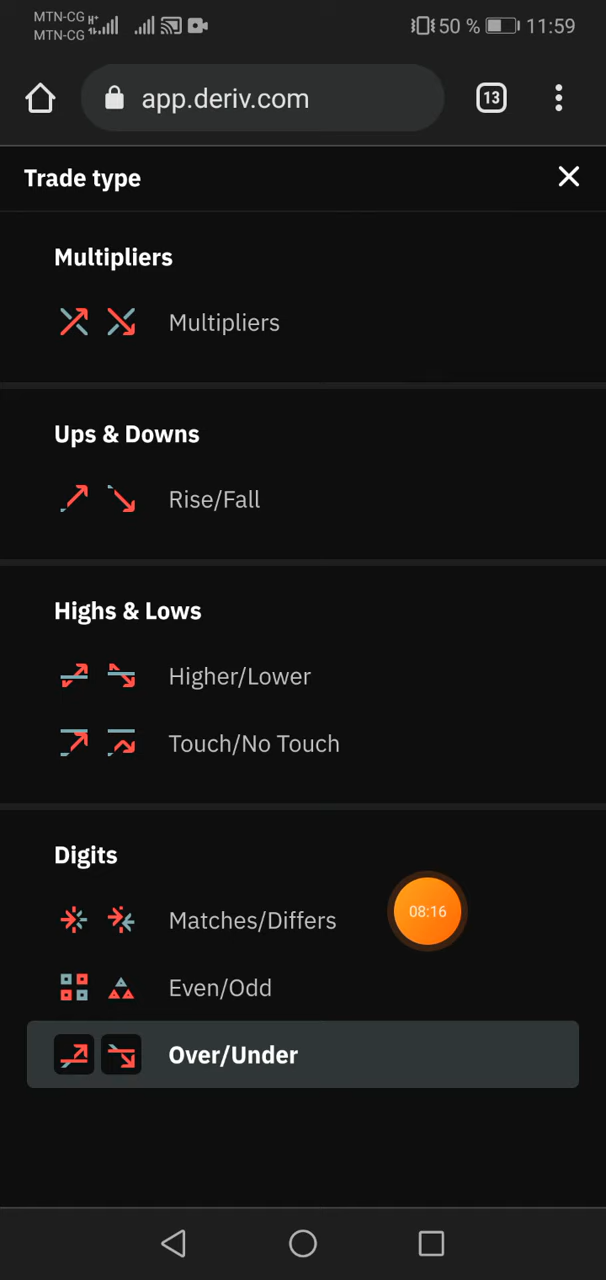 MTN-CG
MTN-CG
50 %
11:59
app.deriv.com
13
Trade type
Multipliers
Multipliers
Ups & Downs
Rise/Fall
Highs & Lows
Higher/Lower
Touch/No Touch
Digits
Matches/Differs
08:16
Even/Odd
Over/Under